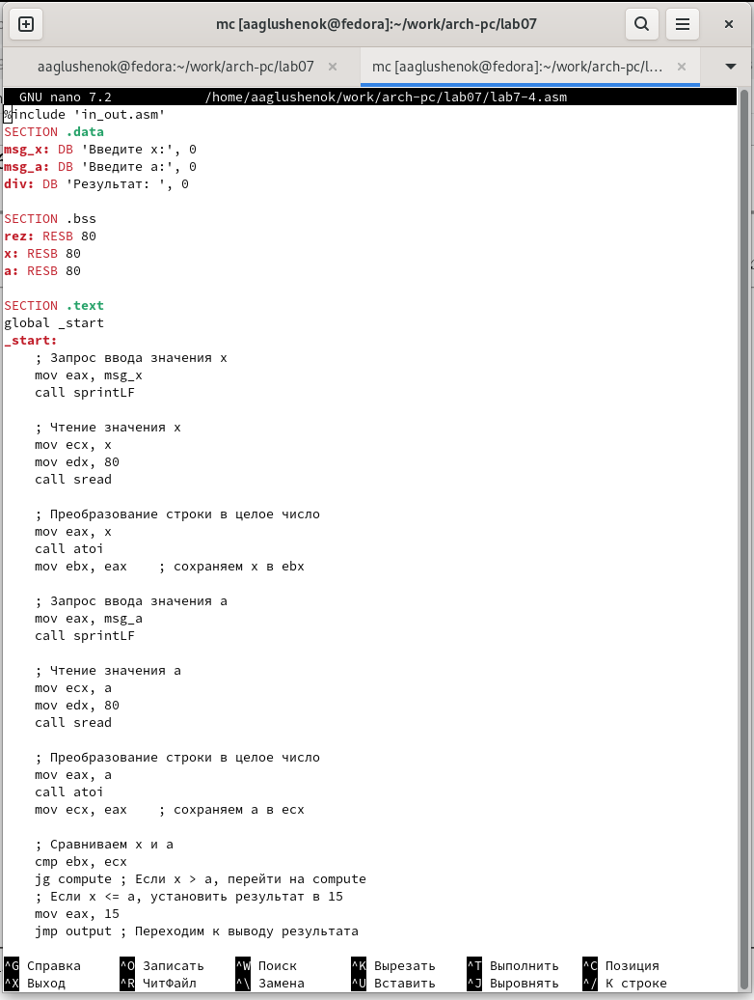 mc [aaglushenok@fedora]:~/work/arch-pc/lab07
aaglushenok@fedora:~/work/arch-pc/lab07
mc [aaglushenok@fedora]:~/work/arch-pc/l...
GNU nano 7.2 /home/aaglushenok/work/arch-pc/lab07/lab7-4.asm
%include 'in_out.asm'
SECTION .data
msg_x: DB 'Введите x:', 0
msg_a: DB 'Введите a:', 0
div: DB 'Результат: ', 0
SECTION .bss
rez: RESB 80
x: RESB 80
a: RESB 80
SECTION .text
global _start
_start:
; Запрос ввода значения x
mov eax, msg_x
call sprintLF
; Чтение значения x
mov ecx, x
mov edx, 80
call sread
; Преобразование строки в целое число
mov eax, x
call atoi
mov ebx, eax    ; сохраняем x в ebx
; Запрос ввода значения a
mov eax, msg_a
call sprintLF
; Чтение значения a
mov ecx, a
mov edx, 80
call sread
; Преобразование строки в целое число
mov eax, a
call atoi
mov ecx, eax    ; сохраняем a в ecx
; Сравниваем x и a
cmp ebx, ecx
jg compute ; Если x > a, перейти на compute
; Если x <= a, установить результат в 15
mov eax, 15
jmp output ; Переходим к выводу результата
^G Справка ^O Записать ^W Поиск ^K Вырезать ^T Выполнить ^C Позиция
^X Выход ^R ЧитФайл ^\ Замена ^U Вставить ^J Выровнять ^/ К строке